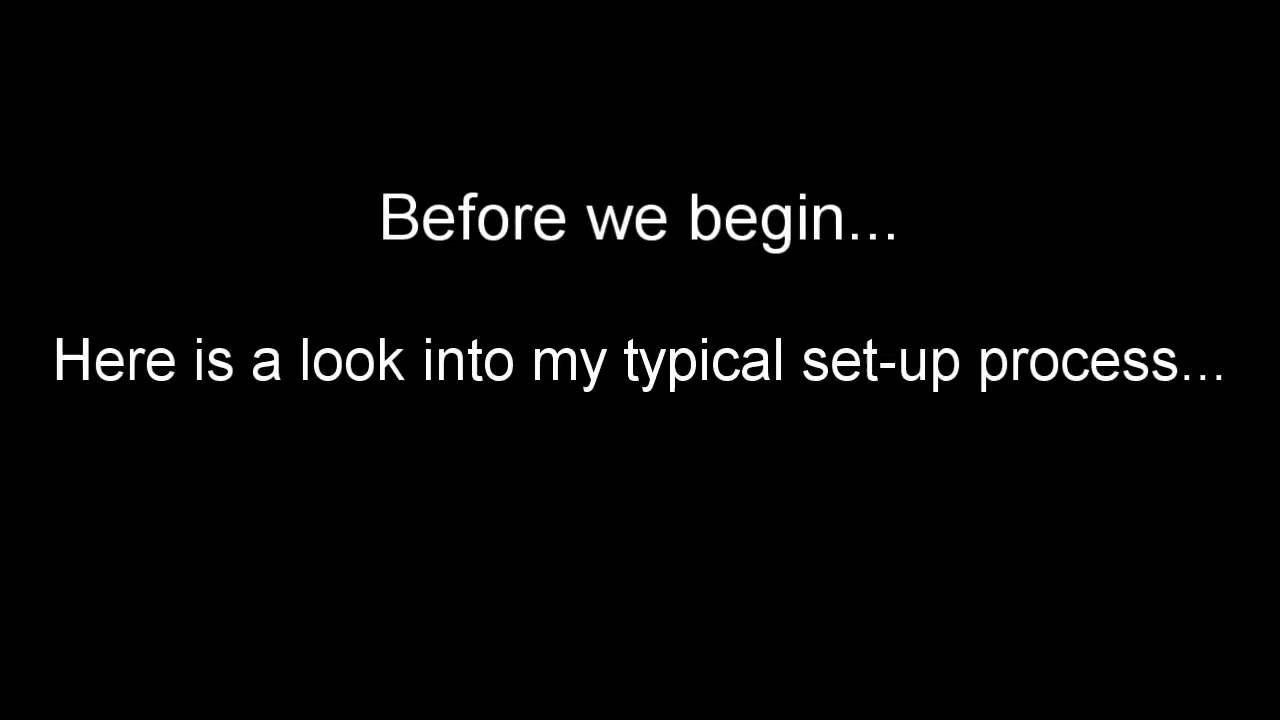 Before we begin...
Here is a look into my typical set-up process...